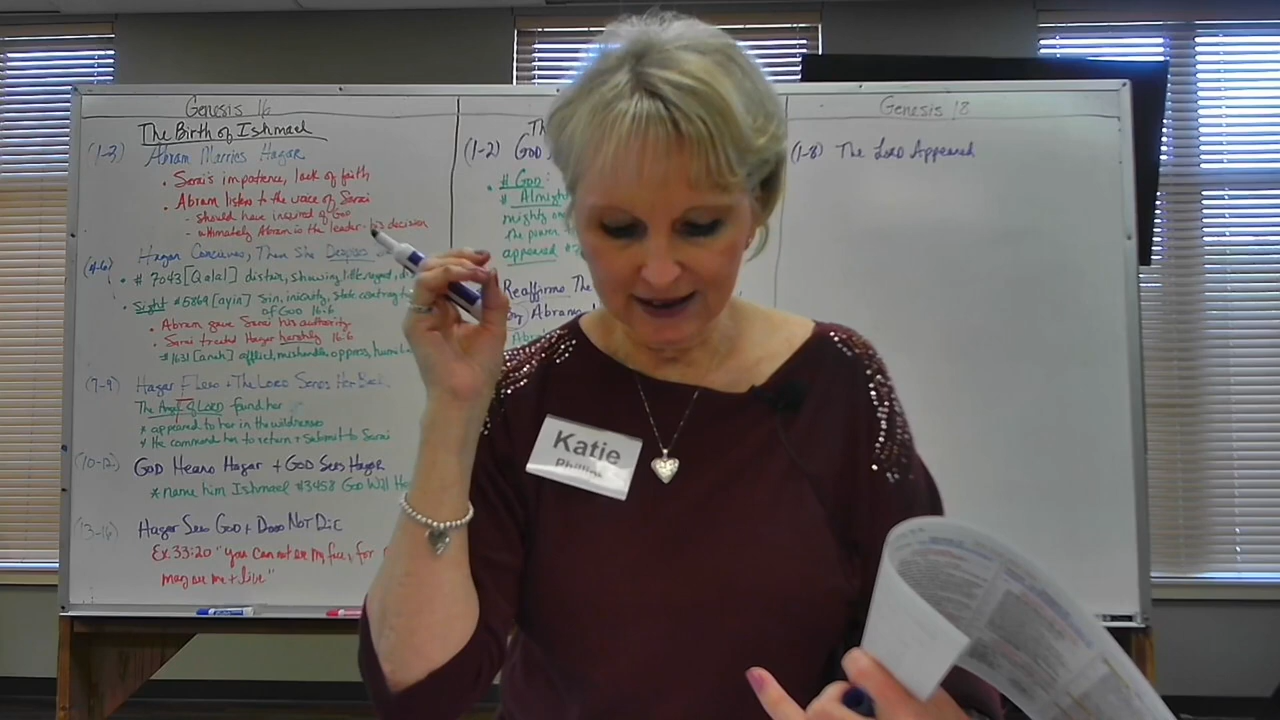 Genesis 16
The Birth of Ishmael
(1-3) Abram Marries Hagar
• Sarai's impatience, lack of faith
• Abram listens to the voice of Sarai
- should have inquired of God
- ultimately Abram is the leader - his decision
(4-6) Hagar Conceives, Then She Despises
• # 7043 [Qalal] disdain, showing little regard,
• Sight #5869 [ayin] sin, iniquity, state contrary
of God 16:6
• Abram gave Sarai his authority
• Sarai treated Hagar harshly 16:6
#1631 [anah] afflict, mishandle, oppress,
(7-9) Hagar Flees + The LORD Sends Her Back
The Angel of LORD found her
* appeared to her in the wilderness
* the command her to return + submit to Sarai
(10-12) GOD Hears Hagar + GOD Sees Hagar
* name him Ishmael #3458 God Will
(13-16) Hagar Sees GOD + Does NOT Die
Ex. 33:20 "you can not see my face, for
may see me + live"
(1-2) GOD
# GOD:
# Almighty
mighty
the power
appeared
Reaffirms The
Abram
Genesis 18
(1-8) The LORD Appeared
Katie
Phillips